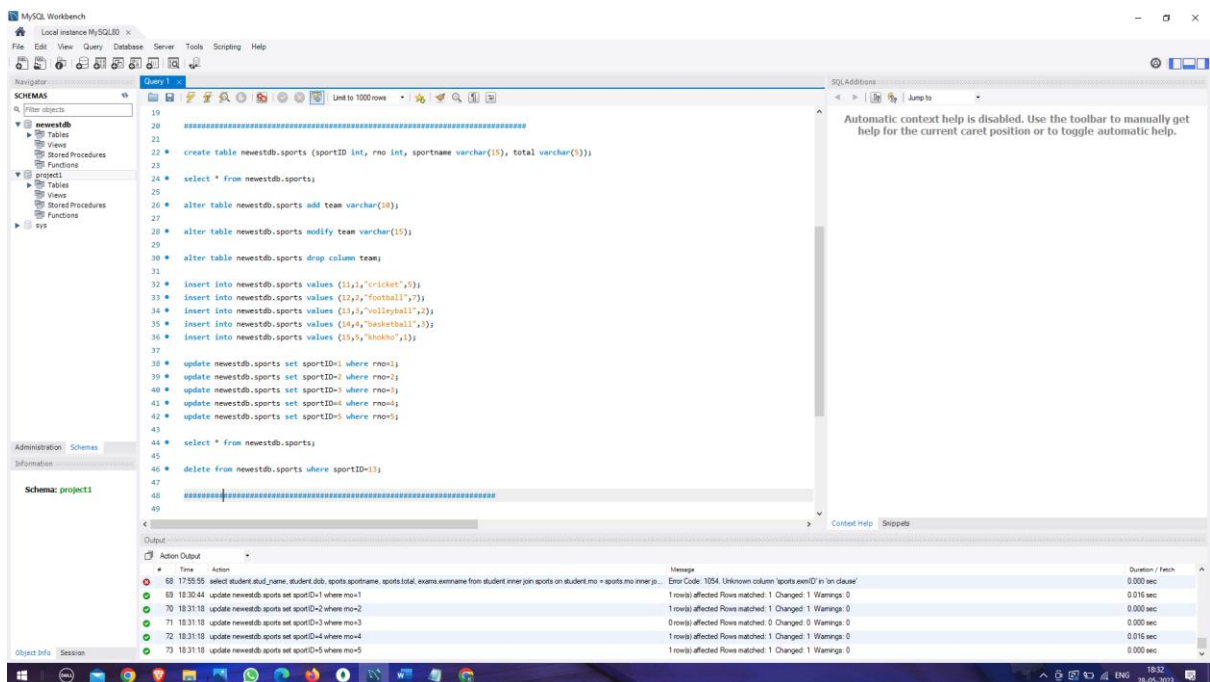 MySQL Workbench
Local instance MySQL80
File Edit View Query Database Server Tools Scripting Help
Navigator
SCHEMAS
Filter objects
newestdb
Tables
Views
Stored Procedures
Functions
project1
Tables
Views
Stored Procedures
Functions
sys
Administration Schemas
Information
Schema: project1
Object Info Session
Query 1
Limit to 1000 rows
19
20
21
22 create table newestdb.sports (sportID int, rno int, sportname varchar(15), total varchar(5));
23
24 select * from newestdb.sports;
25
26 alter table newestdb.sports add team varchar(10);
27
28 alter table newestdb.sports modify team varchar(15);
29
30 alter table newestdb.sports drop column team;
31
32 insert into newestdb.sports values (11,1,"cricket",5);
33 insert into newestdb.sports values (12,2,"football",7);
34 insert into newestdb.sports values (13,3,"volleyball",2);
35 insert into newestdb.sports values (14,4,"basketball",3);
36 insert into newestdb.sports values (15,5,"khokho",1);
37
38 update newestdb.sports set sportID=1 where rno=1;
39 update newestdb.sports set sportID=2 where rno=2;
40 update newestdb.sports set sportID=3 where rno=3;
41 update newestdb.sports set sportID=4 where rno=4;
42 update newestdb.sports set sportID=5 where rno=5;
43
44 select * from newestdb.sports;
45
46 delete from newestdb.sports where sportID=13;
47
48
49
SQLAdditions
Jump to
Automatic context help is disabled. Use the toolbar to manually get
help for the current caret position or to toggle automatic help.
Context Help Snippets
Output
Action Output
# Time Action Message Duration / Fetch
68 17:55:55 select student.stud_name, student.dob, sports.sportname, sports.total, exams.exmname from student inner join sports on student.rno = sports.rno inner jo... Error Code: 1054. Unknown column 'sports.exmID' in 'on clause' 0.000 sec
69 18:30:44 update newestdb.sports set sportID=1 where rno=1 1 row(s) affected Rows matched: 1 Changed: 1 Warnings: 0 0.016 sec
70 18:31:18 update newestdb.sports set sportID=2 where rno=2 1 row(s) affected Rows matched: 1 Changed: 1 Warnings: 0 0.000 sec
71 18:31:18 update newestdb.sports set sportID=3 where rno=3 0 row(s) affected Rows matched: 0 Changed: 0 Warnings: 0 0.000 sec
72 18:31:18 update newestdb.sports set sportID=4 where rno=4 1 row(s) affected Rows matched: 1 Changed: 1 Warnings: 0 0.016 sec
73 18:31:18 update newestdb.sports set sportID=5 where rno=5 1 row(s) affected Rows matched: 1 Changed: 1 Warnings: 0 0.000 sec
ENG
18:32
28-05-2023